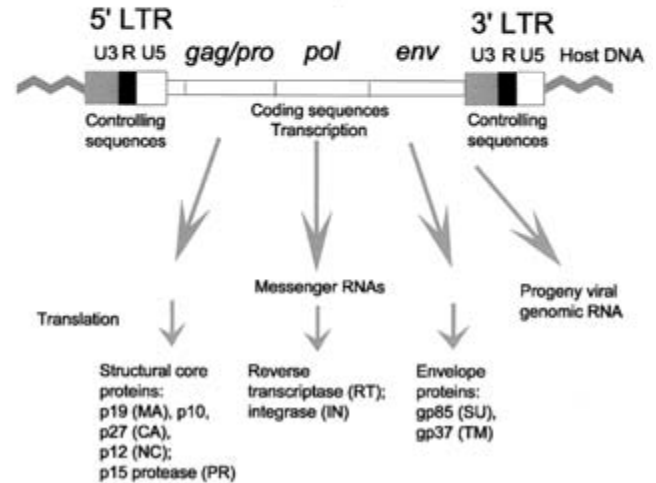 5' LTR
3' LTR
U3 R U5
gag/pro
pol
env
U3 R U5
Host DNA
Controlling
sequences
Coding sequences
Transcription
Controlling
sequences
Messenger RNAs
Progeny viral
genomic RNA
Translation
Structural core
proteins:
p19 (MA), p10,
p27 (CA),
p12 (NC);
p15 protease (PR)
Reverse
transcriptase (RT);
integrase (IN)
Envelope
proteins:
gp85 (SU),
gp37 (TM)